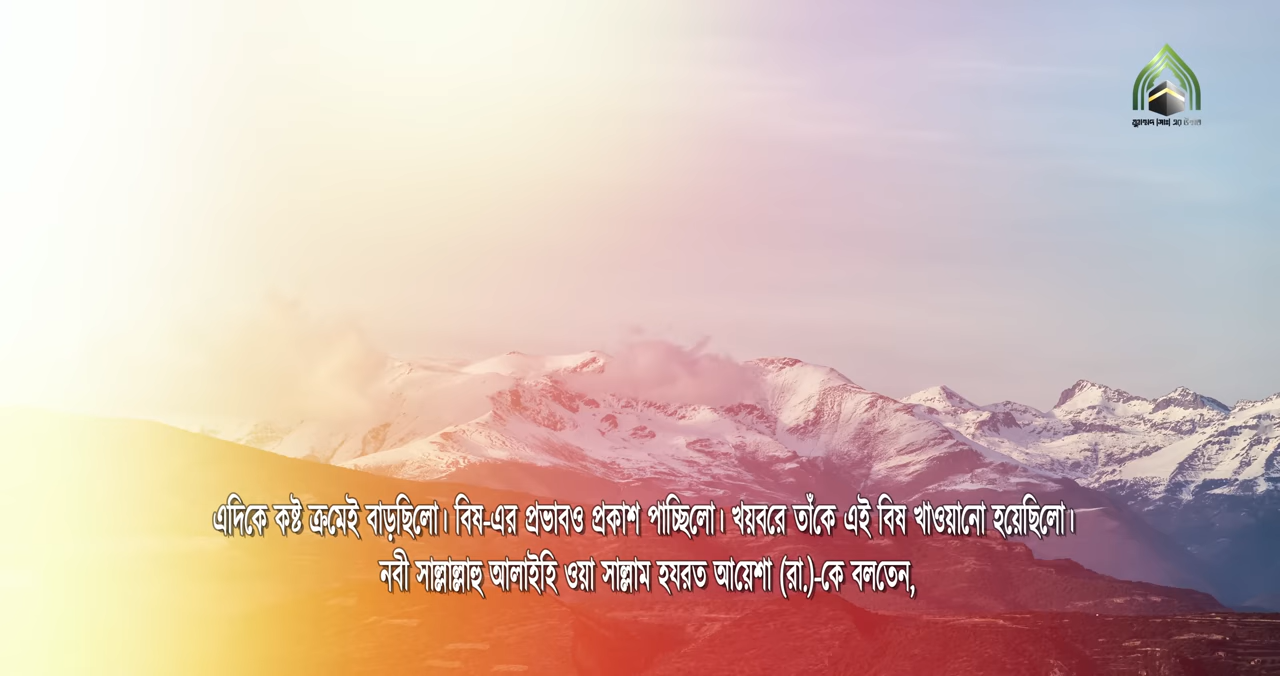 এদিকে কষ্ট ক্রমেই বাড়ছিলো। বিষ-এর প্রভাবও প্রকাশ পাচ্ছিলো। খয়বরে তাঁকে এই বিষ খাওয়ানো হয়েছিলো।
নবী সাল্লাল্লাহু আলাইহি ওয়া সাল্লাম হযরত আয়েশা (রা.)-কে বলতেন,